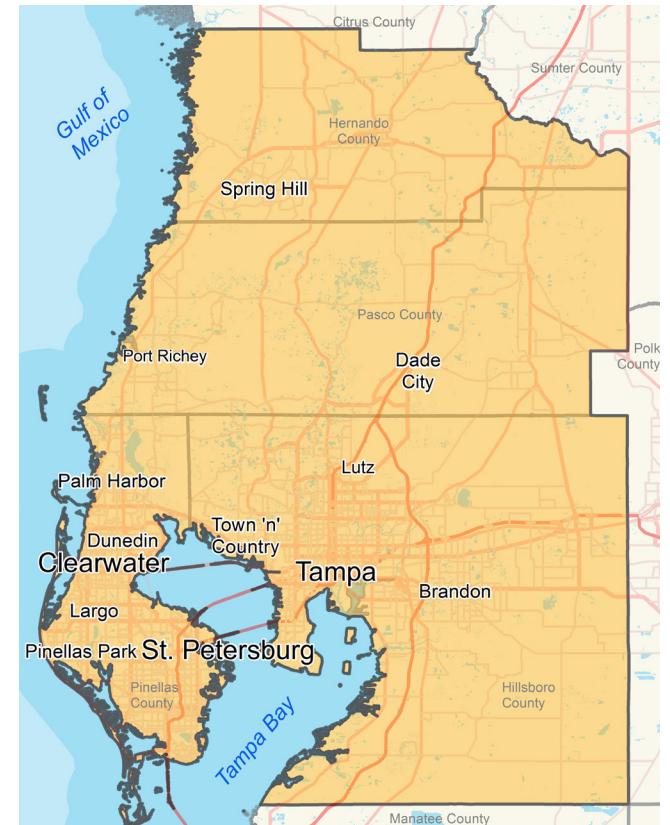 Citrus County
Sumter County
Gulf of
Mexico
Hernando
County
Spring Hill
Pasco County
Port Richey
Dade
City
Polk
County
Lutz
Palm Harbor
Town 'n'
Country
Dunedin
Clearwater
Tampa
Brandon
Largo
Pinellas Park
St. Petersburg
Pinellas
County
Hillsboro
County
Tampa Bay
Manatee County